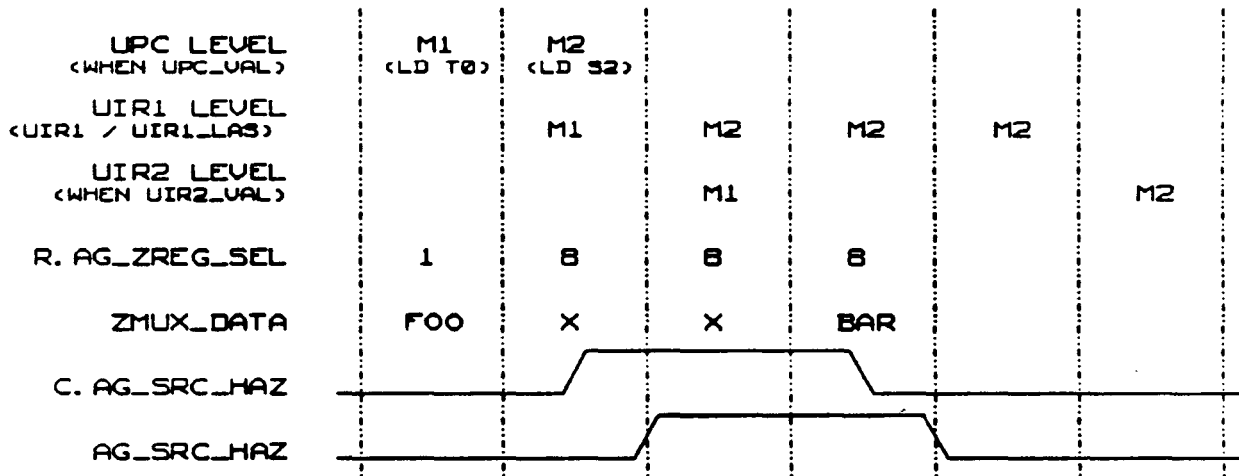 UPC LEVEL M1 M2
(WHEN UPC_VAL) (LD T0) (LD S2)
UIR1 LEVEL
(UIR1 / UIR1_LAS) M1 M2 M2 M2
UIR2 LEVEL
(WHEN UIR2_VAL) M1 M2
R.AG_ZREG_SEL 1 8 8 8
ZMUX_DATA FOO X X BAR
C.AG_SRC_HAZ
AG_SRC_HAZ